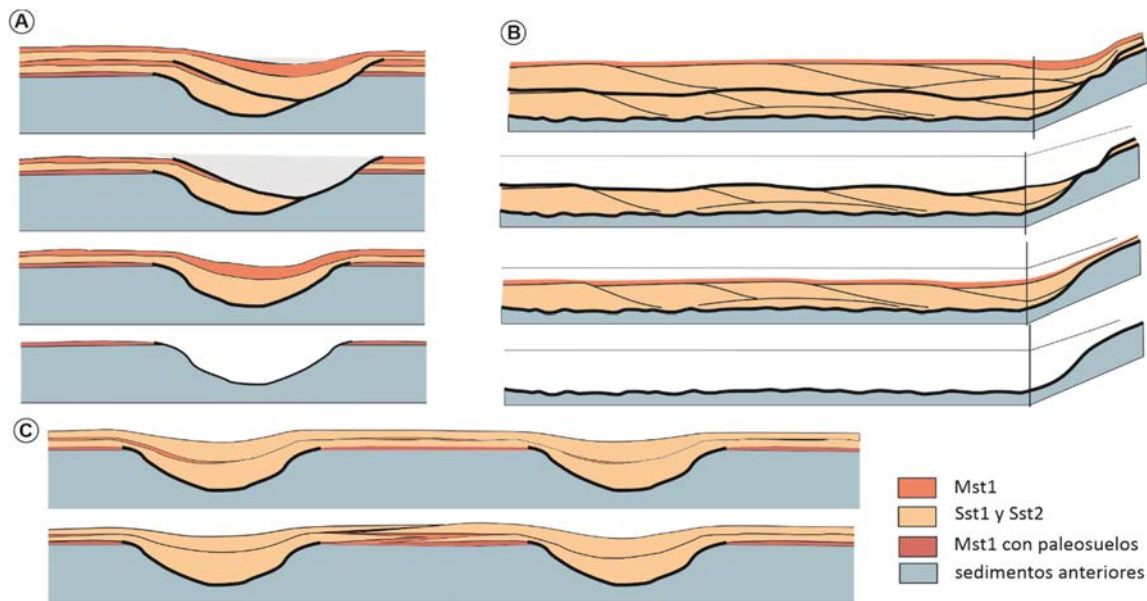 A
B
C
Mst1
Sst1 y Sst2
Mst1 con paleosuelos
sedimentos anteriores